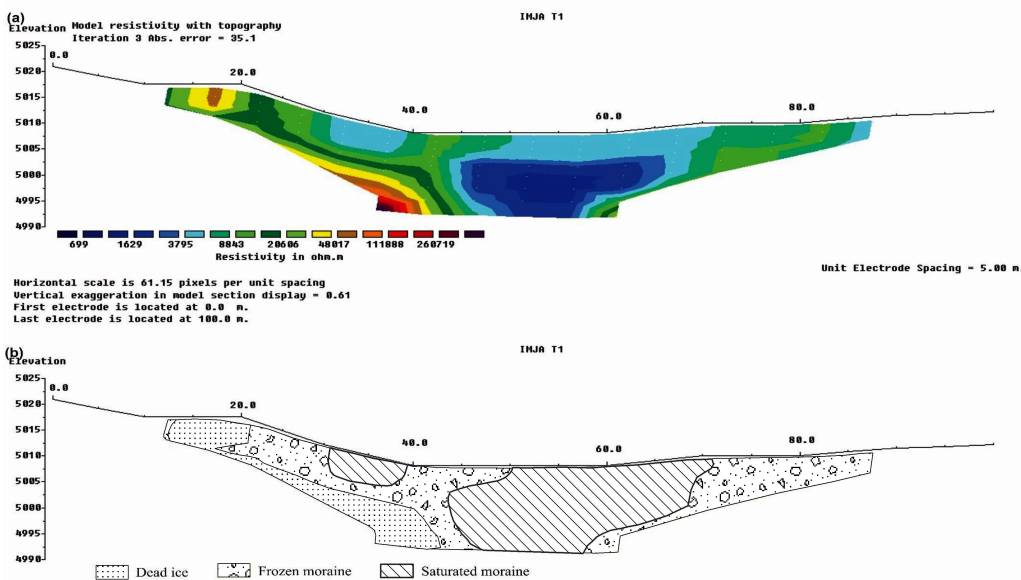 (a)
IMJA T1
Elevation
Model resistivity with topography
Iteration 3 Abs. error = 35.1
5025
0.0
5020
20.0
5015
40.0
60.0
80.0
5010
5005
5000
4995
4990
699 1629 3795 8843 20606 48017 111888 260719
Resistivity in ohm.m
Unit Electrode Spacing = 5.00 m.
Horizontal scale is 61.15 pixels per unit spacing
Vertical exaggeration in model section display = 0.61
First electrode is located at 0.0 m.
Last electrode is located at 100.0 m.
(b)
IMJA T1
Elevation
5025
0.0
5020
20.0
5015
40.0
60.0
80.0
5010
5005
5000
4995
4990
Dead ice Frozen moraine Saturated moraine